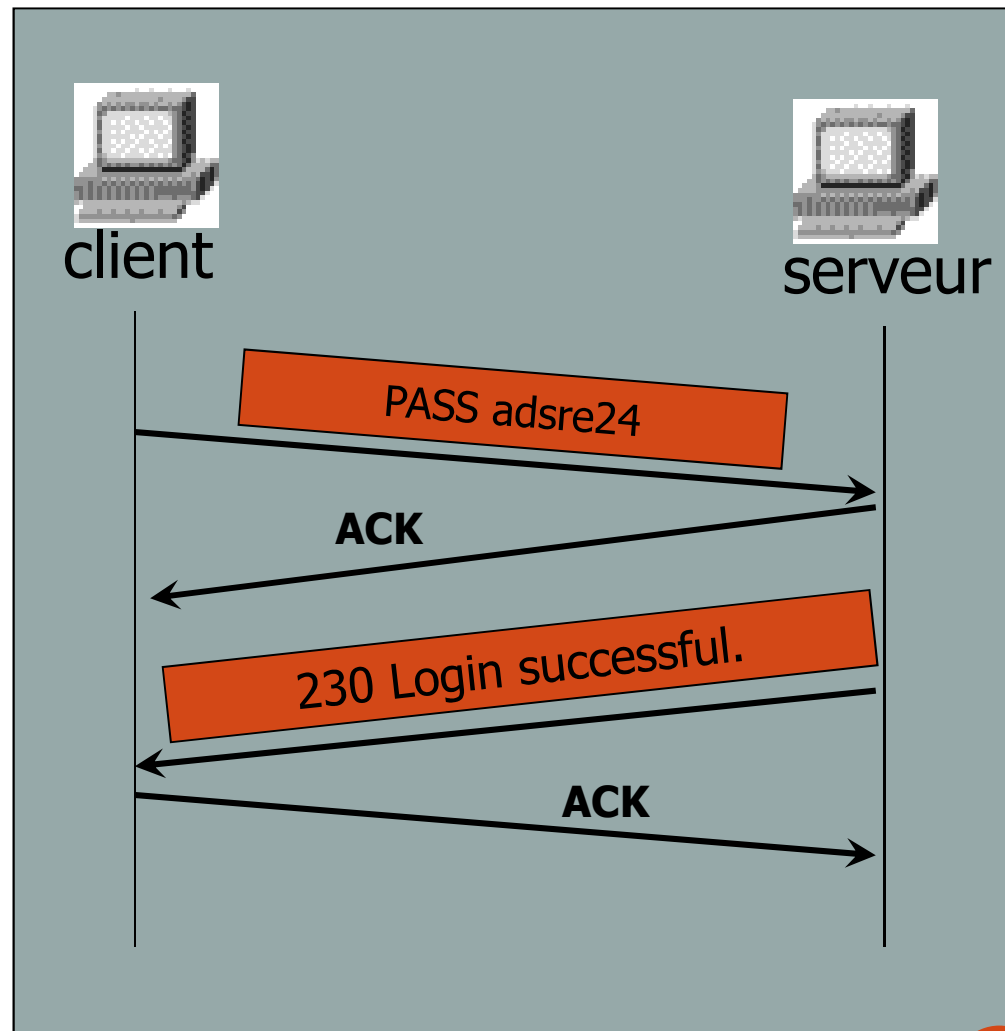 client
serveur
PASS adsre24
ACK
230 Login successful.
ACK